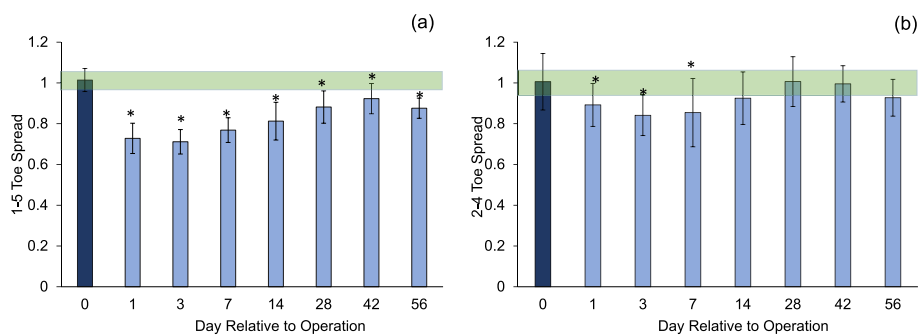 (a)
1.2
1
0.8
0.6
0.4
0.2
0
1-5 Toe Spread
* * * * * * *
0 1 3 7 14 28 42 56
Day Relative to Operation
(b)
1.2
1
0.8
0.6
0.4
0.2
0
2-4 Toe Spread
* * *
0 1 3 7 14 28 42 56
Day Relative to Operation